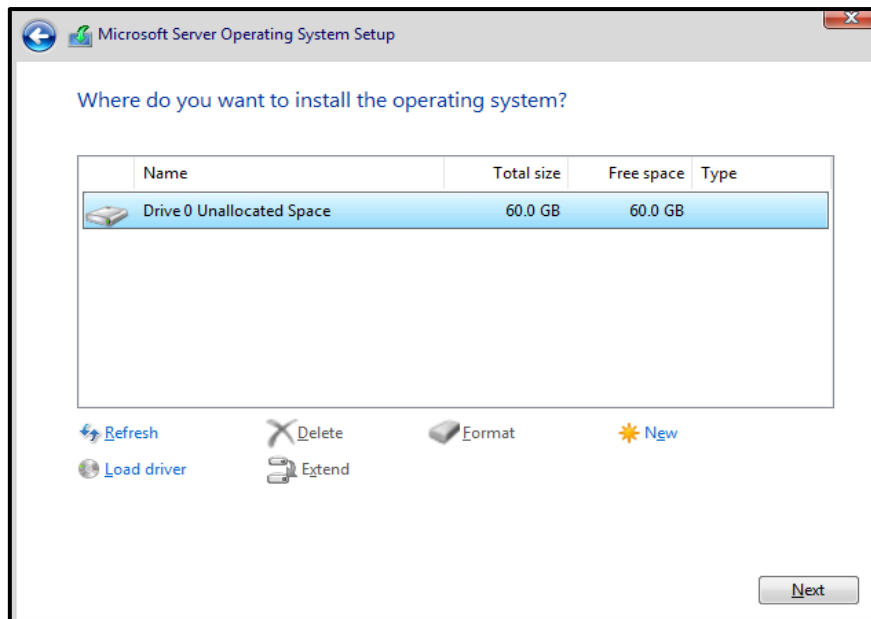 Microsoft Server Operating System Setup
Where do you want to install the operating system?
Name Total size Free space Type
Drive 0 Unallocated Space 60.0 GB 60.0 GB
Refresh Delete Format New
Load driver Extend
Next